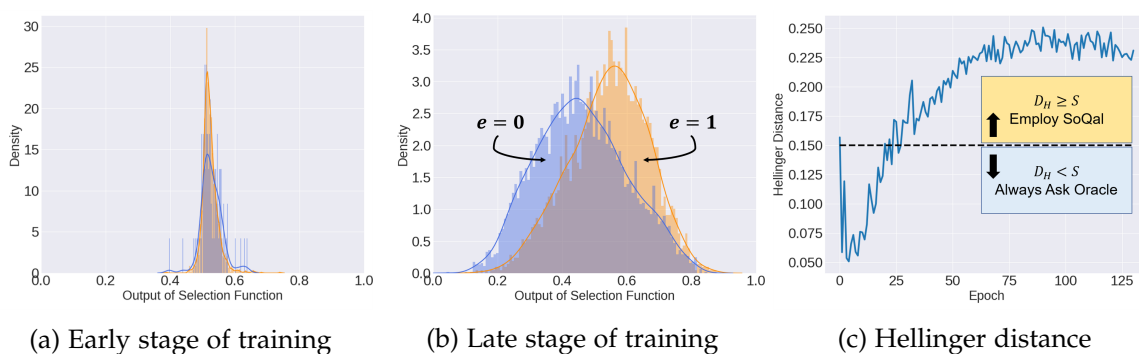 30
25
20
15
10
5
0
Density
0.0 0.2 0.4 0.6 0.8 1.0
Output of Selection Function
(a) Early stage of training
4.0
3.5
3.0
2.5
2.0
1.5
1.0
0.5
0.0
Density
e = 0
e = 1
0.0 0.2 0.4 0.6 0.8 1.0
Output of Selection Function
(b) Late stage of training
0.250
0.225
0.200
0.175
0.150
0.125
0.100
0.075
0.050
Hellinger Distance
D_H ≥ S
Employ SoQal
D_H < S
Always Ask Oracle
0 25 50 75 100 125
Epoch
(c) Hellinger distance